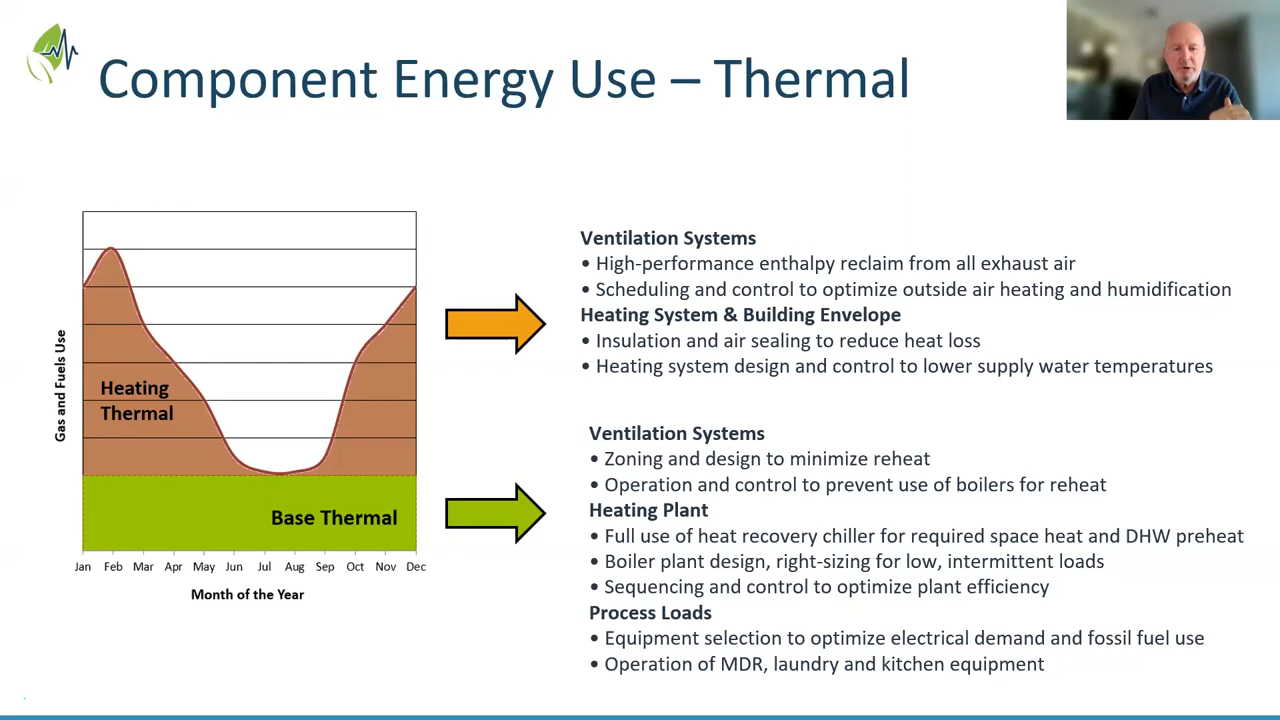 Component Energy Use – Thermal
Gas and Fuels Use
Heating
Thermal
Base Thermal
Jan Feb Mar Apr May Jun Jul Aug Sep Oct Nov Dec
Month of the Year
Ventilation Systems
• High-performance enthalpy reclaim from all exhaust air
• Scheduling and control to optimize outside air heating and humidification
Heating System & Building Envelope
• Insulation and air sealing to reduce heat loss
• Heating system design and control to lower supply water temperatures
Ventilation Systems
• Zoning and design to minimize reheat
• Operation and control to prevent use of boilers for reheat
Heating Plant
• Full use of heat recovery chiller for required space heat and DHW preheat
• Boiler plant design, right-sizing for low, intermittent loads
• Sequencing and control to optimize plant efficiency
Process Loads
• Equipment selection to optimize electrical demand and fossil fuel use
• Operation of MDR, laundry and kitchen equipment